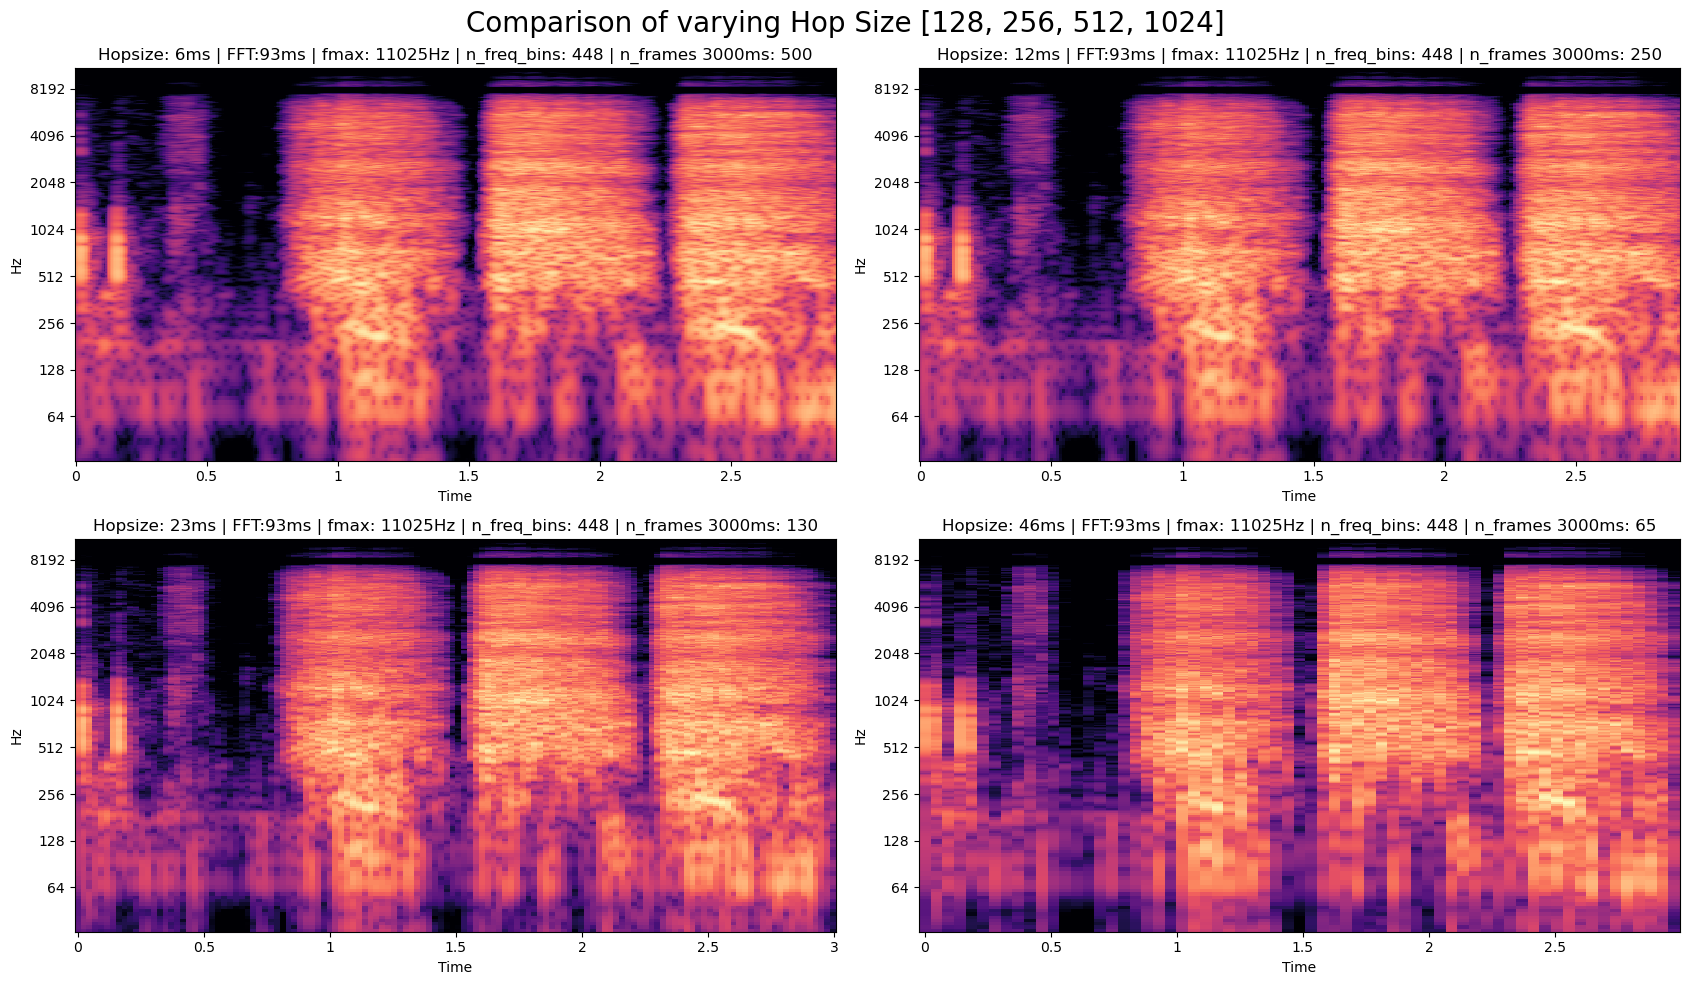 Comparison of varying Hop Size [128, 256, 512, 1024]
Hopsize: 6ms | FFT:93ms | fmax: 11025Hz | n_freq_bins: 448 | n_frames 3000ms: 500
8192
4096
2048
1024
512
256
128
64
Hz
0 0.5 1 1.5 2 2.5
Time
Hopsize: 12ms | FFT:93ms | fmax: 11025Hz | n_freq_bins: 448 | n_frames 3000ms: 250
8192
4096
2048
1024
512
256
128
64
Hz
0 0.5 1 1.5 2 2.5
Time
Hopsize: 23ms | FFT:93ms | fmax: 11025Hz | n_freq_bins: 448 | n_frames 3000ms: 130
8192
4096
2048
1024
512
256
128
64
Hz
0 0.5 1 1.5 2 2.5 3
Time
Hopsize: 46ms | FFT:93ms | fmax: 11025Hz | n_freq_bins: 448 | n_frames 3000ms: 65
8192
4096
2048
1024
512
256
128
64
Hz
0 0.5 1 1.5 2 2.5
Time